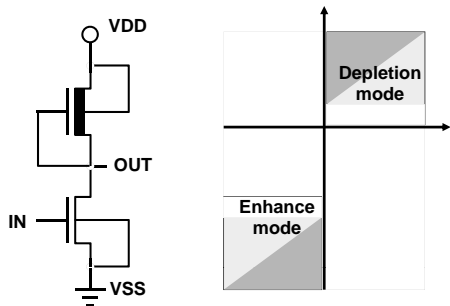 VDD
OUT
IN
VSS
Depletion
mode
Enhance
mode